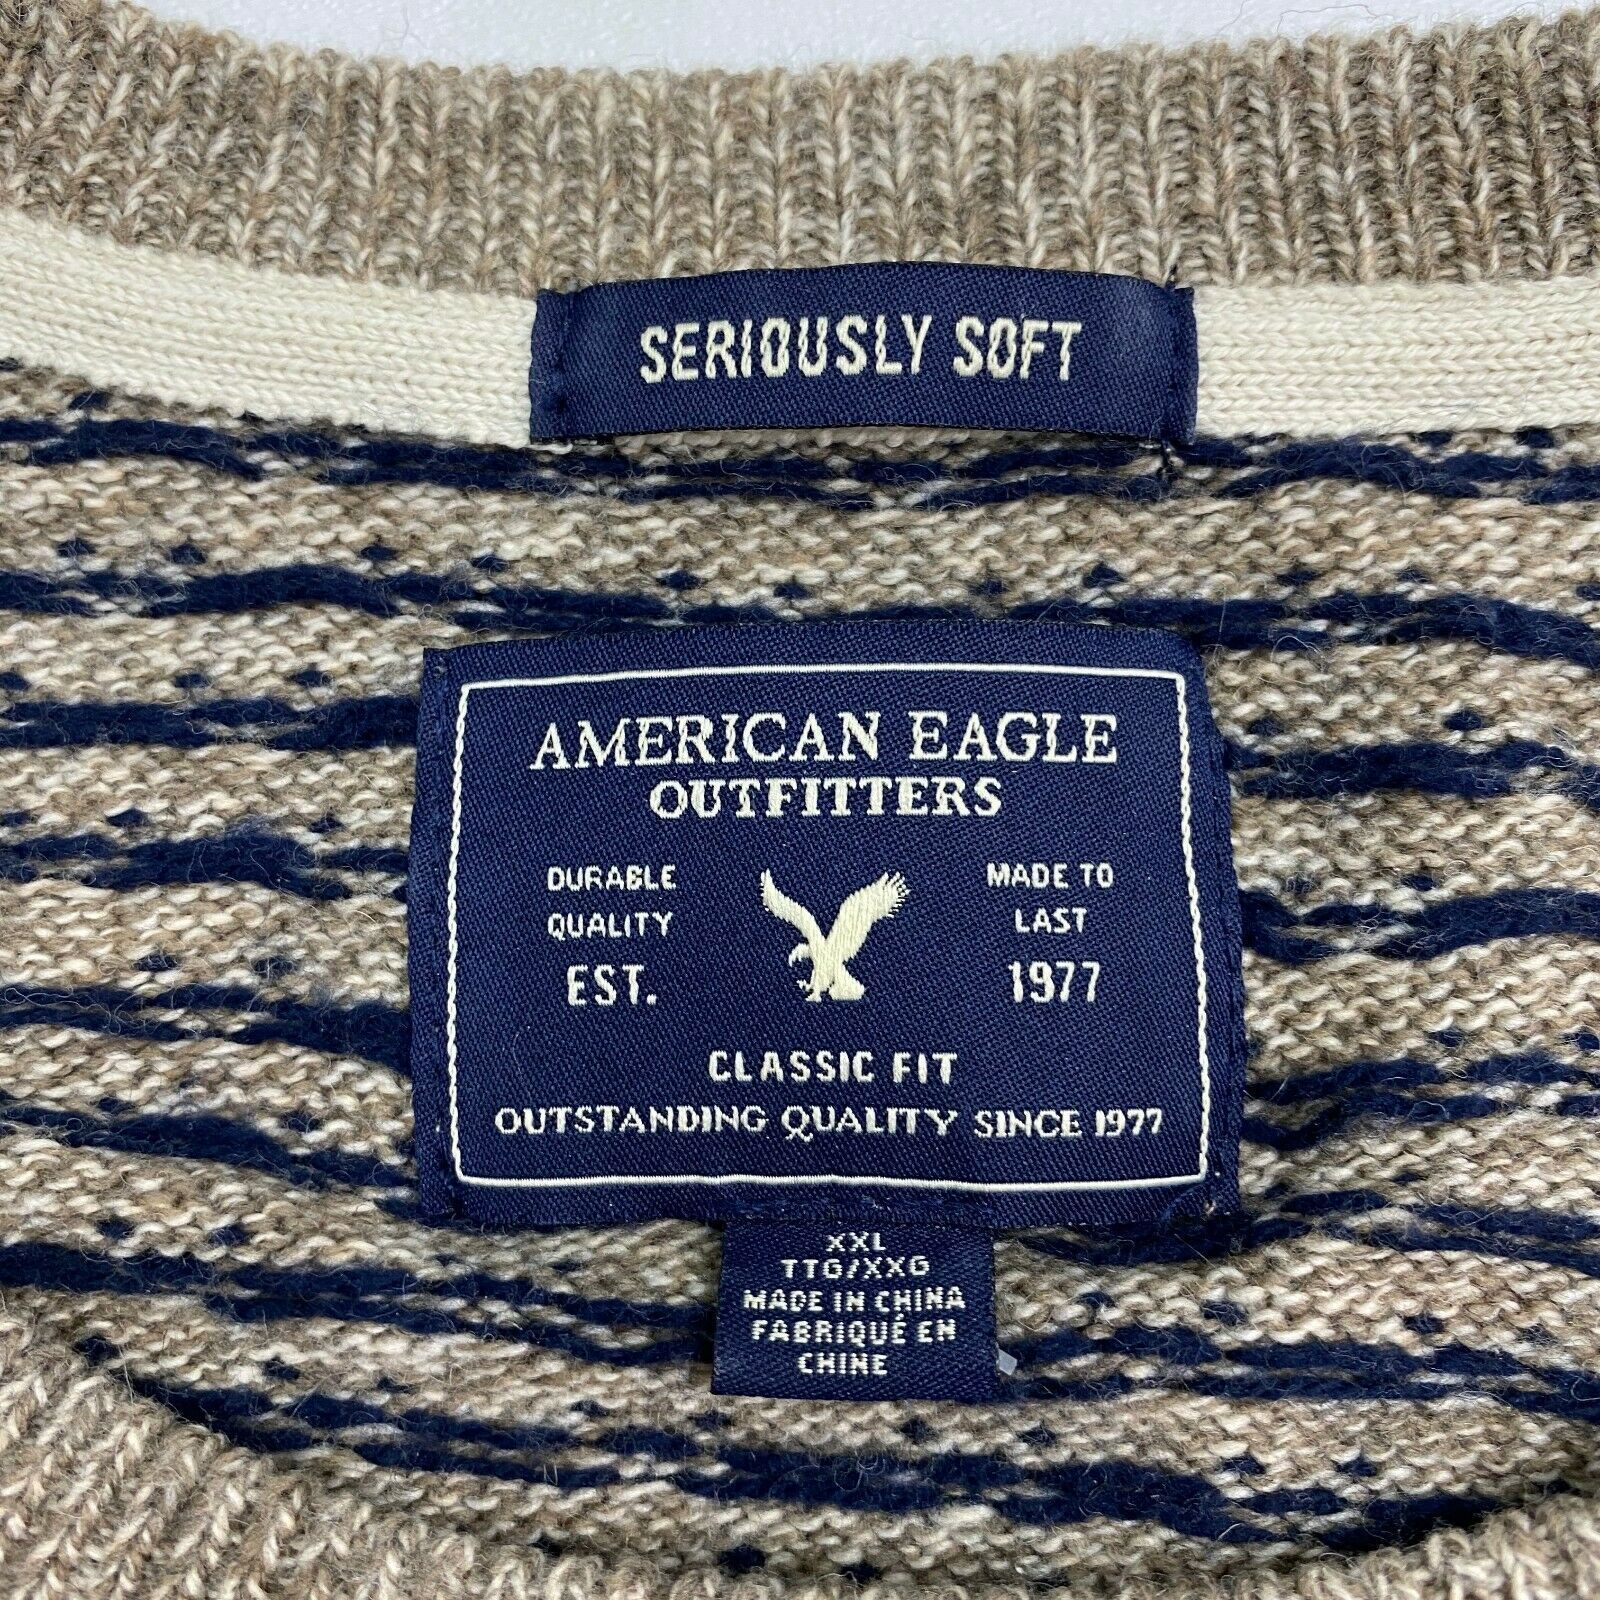 SERIOUSLY SOFT
AMERICAN EAGLE
OUTFITTERS
DURABLE
QUALITY
EST.
MADE TO
LAST
1977
CLASSIC FIT
OUTSTANDING QUALITY SINCE 1977
XXL
TTG/XXG
MADE IN CHINA
FABRIQUÉ EN
CHINE